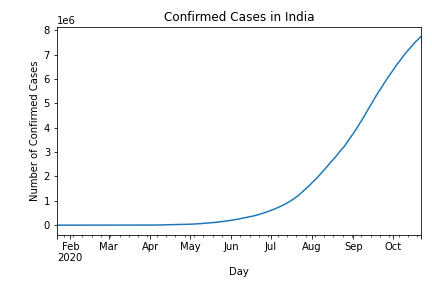 Confirmed Cases in India
1e6
8
7
6
5
4
3
2
1
0
Number of Confirmed Cases
Feb Mar Apr May Jun Jul Aug Sep Oct
2020
Day